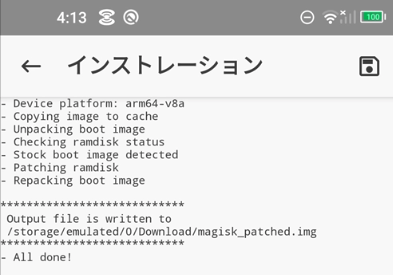 4:13
100
← インストレーション
- Device platform: arm64-v8a
- Copying image to cache
- Unpacking boot image
- Checking ramdisk status
- Stock boot image detected
- Patching ramdisk
- Repacking boot image
****************************
Output file is written to
/storage/emulated/0/Download/magisk_patched.img
****************************
- All done!